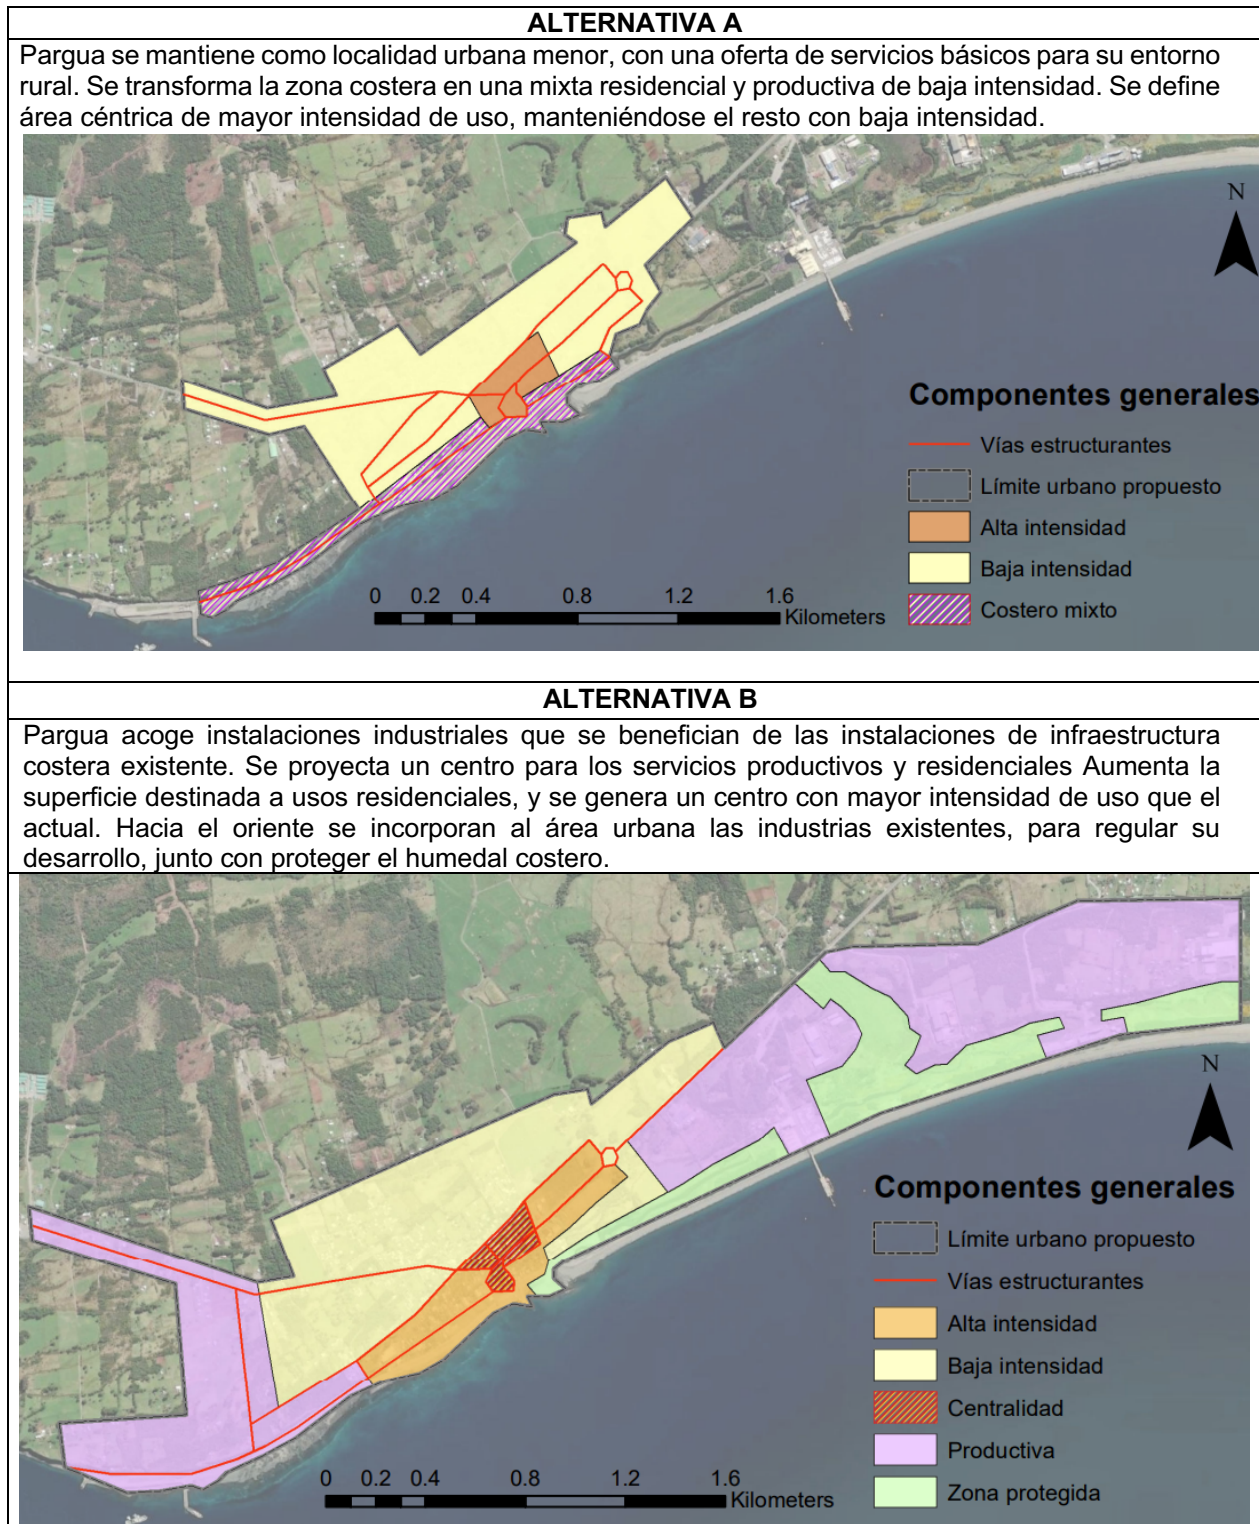 ALTERNATIVA A
Pargua se mantiene como localidad urbana menor, con una oferta de servicios básicos para su entorno
rural. Se transforma la zona costera en una mixta residencial y productiva de baja intensidad. Se define
área céntrica de mayor intensidad de uso, manteniéndose el resto con baja intensidad.
N
Componentes generales
Vías estructurantes
Límite urbano propuesto
Alta intensidad
Baja intensidad
Costero mixto
0 0.2 0.4 0.8 1.2 1.6
Kilometers
ALTERNATIVA B
Pargua acoge instalaciones industriales que se benefician de las instalaciones de infraestructura
costera existente. Se proyecta un centro para los servicios productivos y residenciales Aumenta la
superficie destinada a usos residenciales, y se genera un centro con mayor intensidad de uso que el
actual. Hacia el oriente se incorporan al área urbana las industrias existentes, para regular su
desarrollo, junto con proteger el humedal costero.
N
Componentes generales
Límite urbano propuesto
Vías estructurantes
Alta intensidad
Baja intensidad
Centralidad
Productiva
Zona protegida
0 0.2 0.4 0.8 1.2 1.6
Kilometers